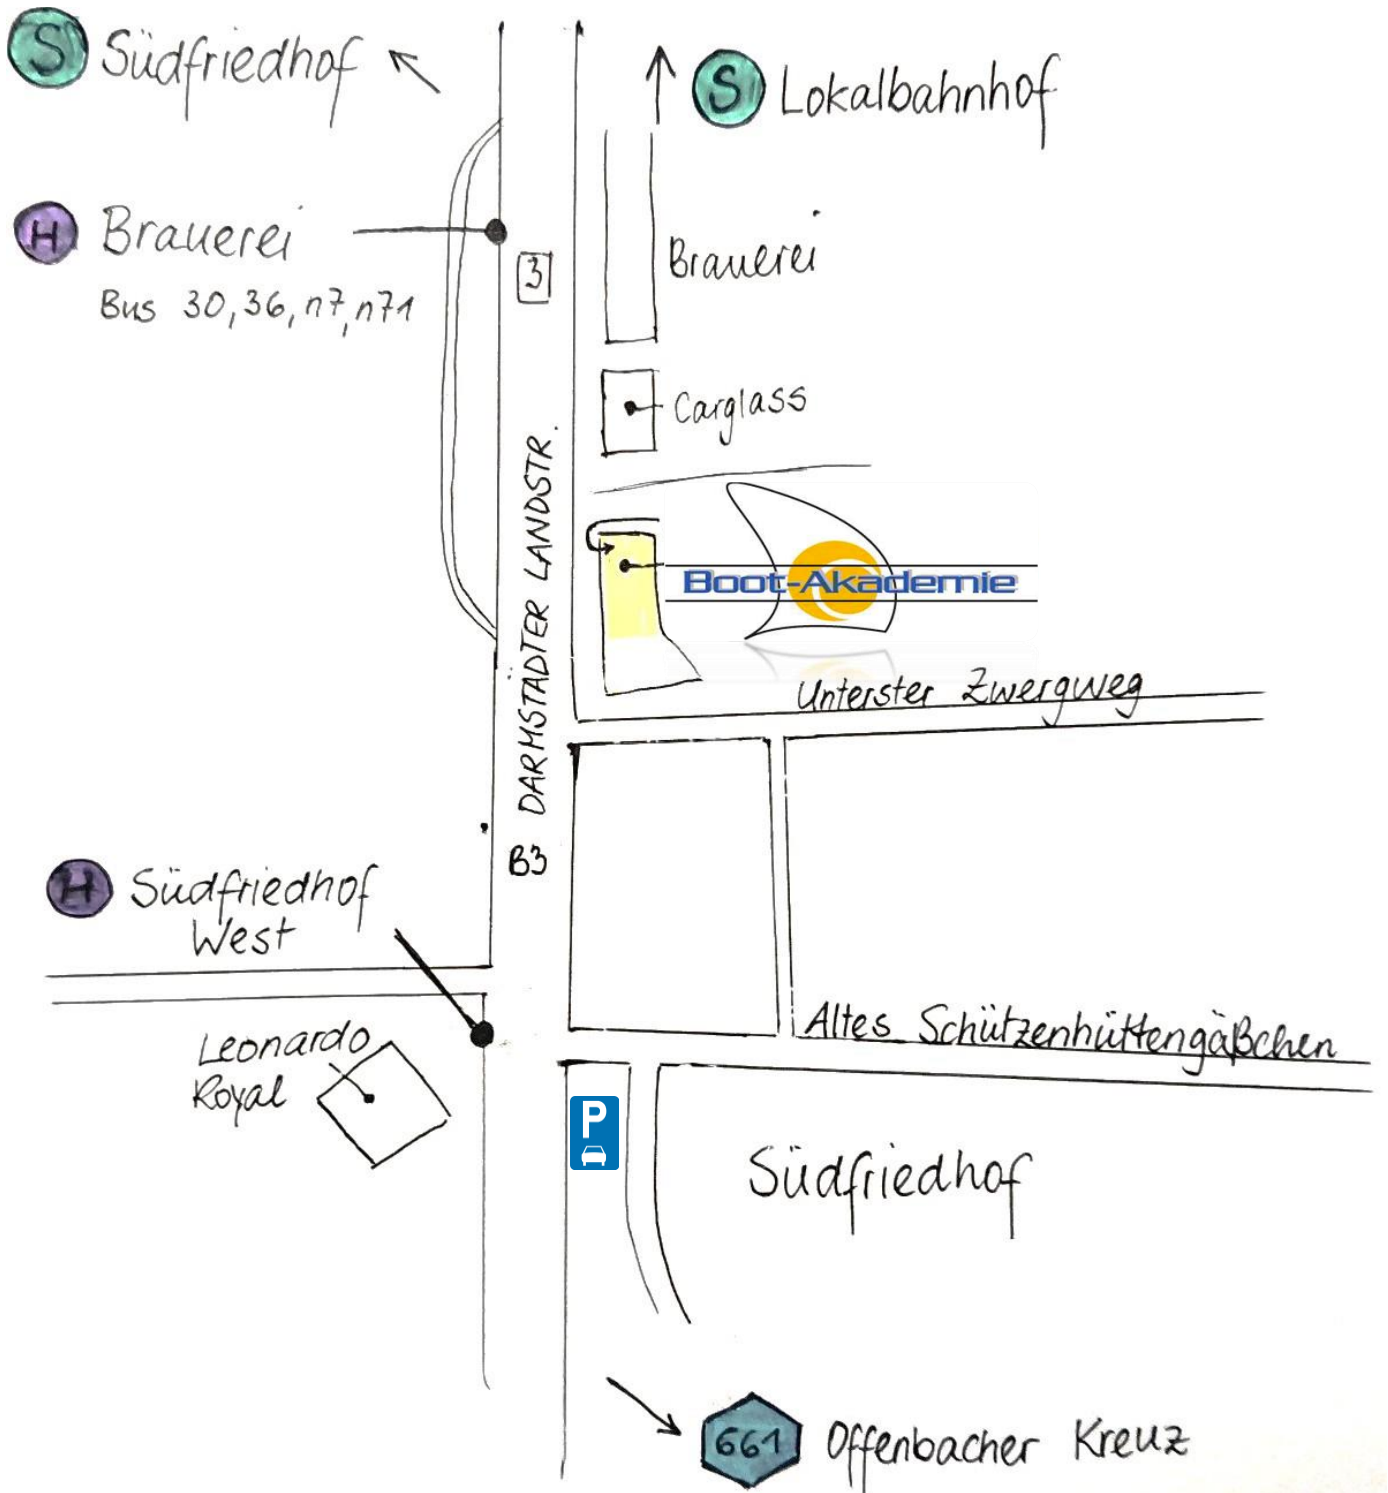 S Südfriedhof
S Lokalbahnhof
H Brauerei
Bus 30, 36, n7, n71
3
Brauerei
Carglass
DARMSTÄDTER LANDSTR.
Boot-Akademie
Unterster Zwergweg
B3
H Südfriedhof
West
Altes Schützenhüttengäßchen
Leonardo
Royal
P
Südfriedhof
661 Offenbacher Kreuz